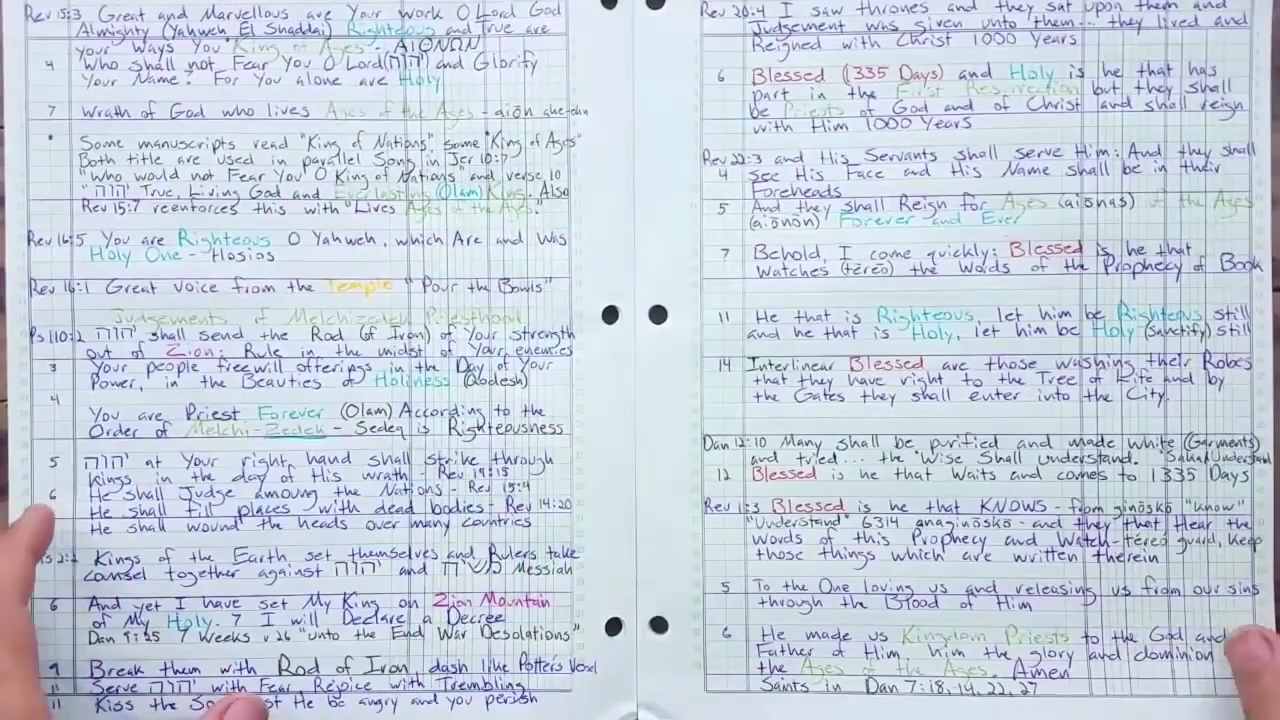 Rev 15:3 Great and Marvellous are Your work O Lord God
Almighty (Yahweh El Shaddai) Righteous and True are
your Ways You King of Ages. ΑΙΟΝΩΝ
4 Who shall not Fear You O Lord (יהוה) and Glorify
Your Name? For You alone are Holy
7 Wrath of God who lives Ages of the Ages - aiōn
Some manuscripts read "King of Nations", some "King of Ages"
Both title are used in parallel Song in Jer 10:7
"Who would not Fear You O King of Nations" and verse 10
"יהוה True, Living God and Everlasting (Olam) King. Also
Rev 15:7 reenforces this with "Lives Ages of the Ages."
Rev 16:5 You are Righteous O Yahweh, which Are and Was
Holy One - Hosios
Rev 16:1 Great Voice from the Temple "Pour the Bowls"
Judgements of Melchizedek Priesthood
Ps 110:2 יהוה shall send the Rod (of Iron) of Your strength
out of Zion: Rule in the midst of Your enemies
3 Your people freewill offerings in the Day of Your
Power, in the Beauties of Holiness (Qodesh)
4 You are Priest Forever (Olam) According to the
Order of Melchi-Zedek - Sedeq is Righteousness
5 יהוה at Your right hand shall strike through
kings in the day of His wrath Rev 19:15
6 He shall Judge amoung the Nations - Rev 15:4
He shall fill places with dead bodies: Rev 14:20
He shall wound the heads over many countries
Kings of the Earth set themselves and Rulers take
counsel together against יהוה and משיח Messiah
6 And yet I have set My King on Zion Mountain
of My Holy. 7 I will Declare a Decree
Dan 9:25 7 Weeks v 26 "unto the End War Desolations"
9 Break them with Rod of Iron, dash like Potters Vessel
11 Serve יהוה with Fear Rejoice with Trembling
Kiss the He be angry and you perish
Rev 20:4 I saw thrones and they sat upon them and
Judgement was given unto them... they lived and
Reigned with Christ 1000 Years
6 Blessed (1335 Days) and Holy is he that has
part in the First Resurrection but they shall
be Priests of God and of Christ and shall reign
with Him 1000 Years
Rev 22:3 and His Servants shall serve Him: And they shall
4 see His Face and His Name shall be in their
Foreheads
5 And they shall Reign for Ages (aiōnas) of the Ages
(aiōnōn) Forever and Ever
7 Behold, I come quickly: Blessed is he that
watches (tēreō) the Words of the Prophecy of Book
11 He that is Righteous, let him be Righteous still
and he that is Holy, let him be Holy (Sanctify) still
14 Interlinear Blessed are those washing their Robes
that they have right to the Tree of Life and by
the Gates they shall enter into the City.
Dan 12:10 Many shall be purified and made white (Garments)
and tried... the Wise Shall Understand.
12 Blessed is he that Waits and comes to 1335 Days
Rev 1:3 Blessed is he that KNOWS - from ginōskō "know"
"Understand" 6314 anaginōskō - and they that Hear the
words of this Prophecy and Watch-tēreō guard, keep
those things which are written therein
5 To the One loving us and releasing us from our sins
through the Blood of Him
6 He made us Kingdom Priests to the God and
Father of Him, him the glory and dominion
the Ages of the Ages. Amen
Saints in Dan 7:18, 14, 22, 27